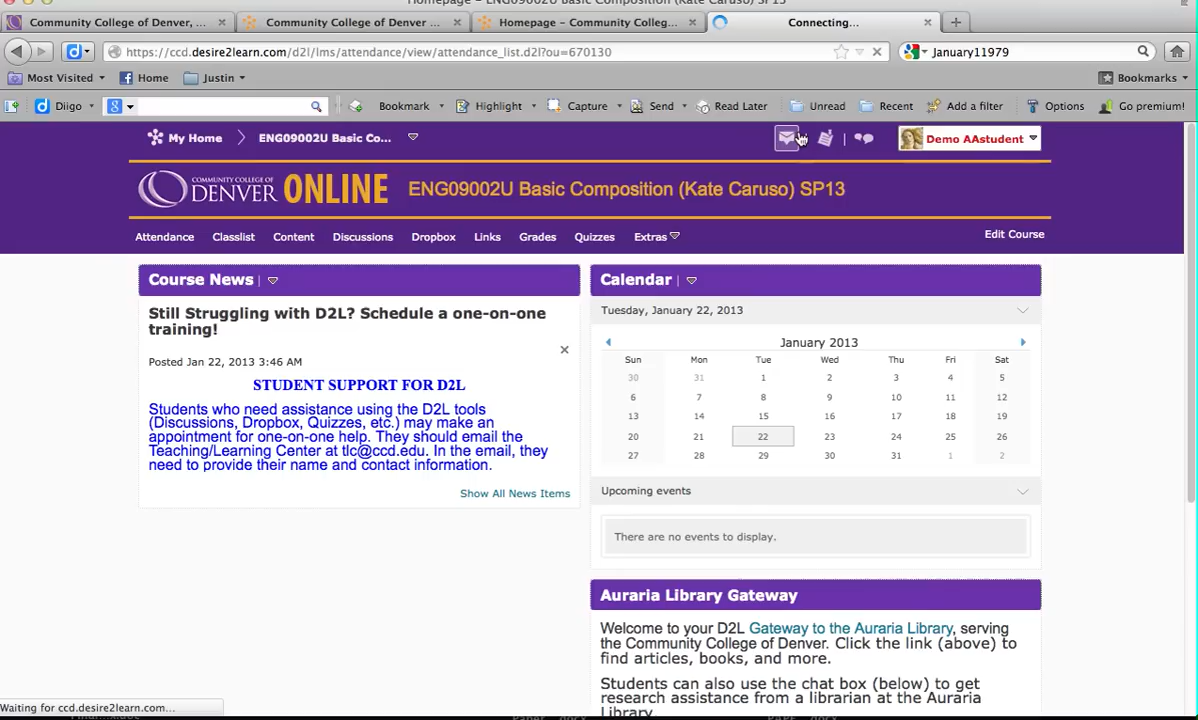 Homepage - ENG09002U Basic Composition (Kate Caruso) SP13
Community College of Denver, ...
Community College of Denver ...
Homepage - Community Colleg...
Connecting...
https://ccd.desire2learn.com/d2l/lms/attendance/view/attendance_list.d2l?ou=670130
January11979
Most Visited
Home
Justin
Bookmarks
Diigo
Bookmark
Highlight
Capture
Send
Read Later
Unread
Recent
Add a filter
Options
Go premium!
My Home
ENG09002U Basic Co...
Demo AAstudent
COMMUNITY COLLEGE OF
DENVER ONLINE
ENG09002U Basic Composition (Kate Caruso) SP13
Attendance Classlist Content Discussions Dropbox Links Grades Quizzes Extras
Edit Course
Course News
Still Struggling with D2L? Schedule a one-on-one
training!
Posted Jan 22, 2013 3:46 AM
STUDENT SUPPORT FOR D2L
Students who need assistance using the D2L tools
(Discussions, Dropbox, Quizzes, etc.) may make an
appointment for one-on-one help. They should email the
Teaching/Learning Center at tlc@ccd.edu. In the email, they
need to provide their name and contact information.
Show All News Items
Calendar
Tuesday, January 22, 2013
January 2013
Sun Mon Tue Wed Thu Fri Sat
30 31 1 2 3 4 5
6 7 8 9 10 11 12
13 14 15 16 17 18 19
20 21 22 23 24 25 26
27 28 29 30 31 1 2
Upcoming events
There are no events to display.
Auraria Library Gateway
Welcome to your D2L Gateway to the Auraria Library, serving
the Community College of Denver. Click the link (above) to
find articles, books, and more.
Students can also use the chat box (below) to get
research assistance from a librarian at the Auraria
Library.
Waiting for ccd.desire2learn.com...